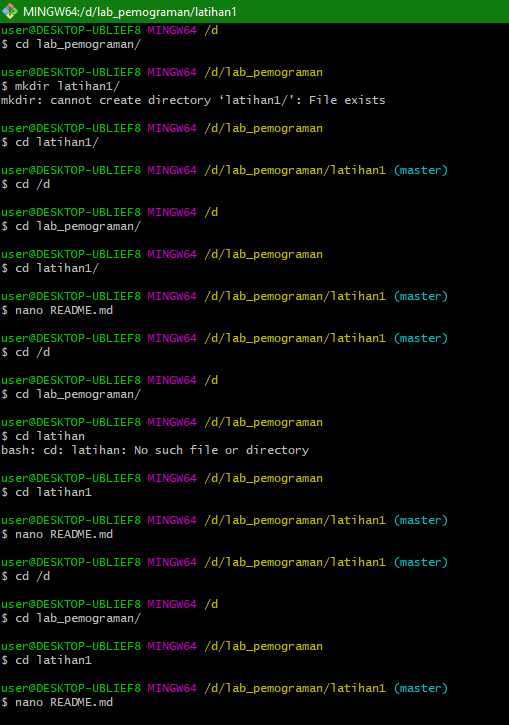 MINGW64:/d/lab_pemograman/latihan1
user@DESKTOP-UBLIEF8 MINGW64 /d
$ cd lab_pemograman/
user@DESKTOP-UBLIEF8 MINGW64 /d/lab_pemograman
$ mkdir latihan1/
mkdir: cannot create directory ‘latihan1/’: File exists
user@DESKTOP-UBLIEF8 MINGW64 /d/lab_pemograman
$ cd latihan1/
user@DESKTOP-UBLIEF8 MINGW64 /d/lab_pemograman/latihan1 (master)
$ cd /d
user@DESKTOP-UBLIEF8 MINGW64 /d
$ cd lab_pemograman/
user@DESKTOP-UBLIEF8 MINGW64 /d/lab_pemograman
$ cd latihan1/
user@DESKTOP-UBLIEF8 MINGW64 /d/lab_pemograman/latihan1 (master)
$ nano README.md
user@DESKTOP-UBLIEF8 MINGW64 /d/lab_pemograman/latihan1 (master)
$ cd /d
user@DESKTOP-UBLIEF8 MINGW64 /d
$ cd lab_pemograman/
user@DESKTOP-UBLIEF8 MINGW64 /d/lab_pemograman
$ cd latihan
bash: cd: latihan: No such file or directory
user@DESKTOP-UBLIEF8 MINGW64 /d/lab_pemograman
$ cd latihan1
user@DESKTOP-UBLIEF8 MINGW64 /d/lab_pemograman/latihan1 (master)
$ nano README.md
user@DESKTOP-UBLIEF8 MINGW64 /d/lab_pemograman/latihan1 (master)
$ cd /d
user@DESKTOP-UBLIEF8 MINGW64 /d
$ cd lab_pemograman/
user@DESKTOP-UBLIEF8 MINGW64 /d/lab_pemograman
$ cd latihan1
user@DESKTOP-UBLIEF8 MINGW64 /d/lab_pemograman/latihan1 (master)
$ nano README.md